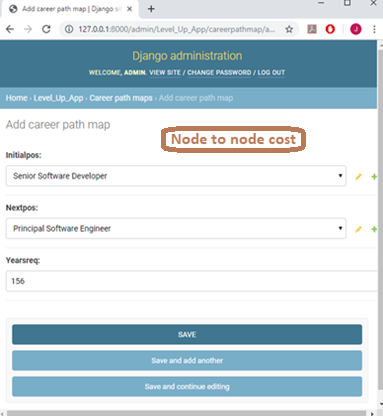 Add career path map | Django si
127.0.0.1:8000/admin/Level_Up_App/careerpathmap/a...
Django administration
WELCOME, ADMIN. VIEW SITE / CHANGE PASSWORD / LOG OUT
Home › Level_Up_App › Career path maps › Add career path map
Add career path map
Node to node cost
Initialpos:
Senior Software Developer
Nextpos:
Principal Software Engineer
Yearsreq:
156
SAVE
Save and add another
Save and continue editing